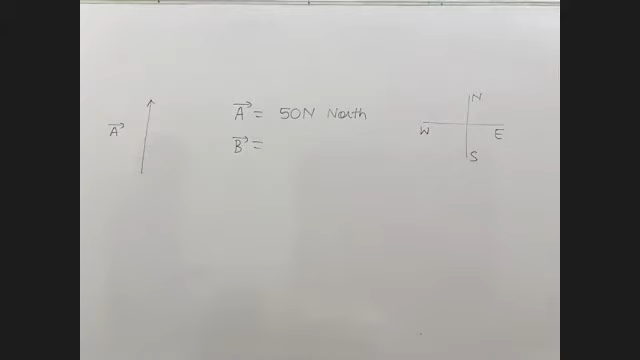 A⃗
A⃗ = 50N North
B⃗ =
N
W E
S